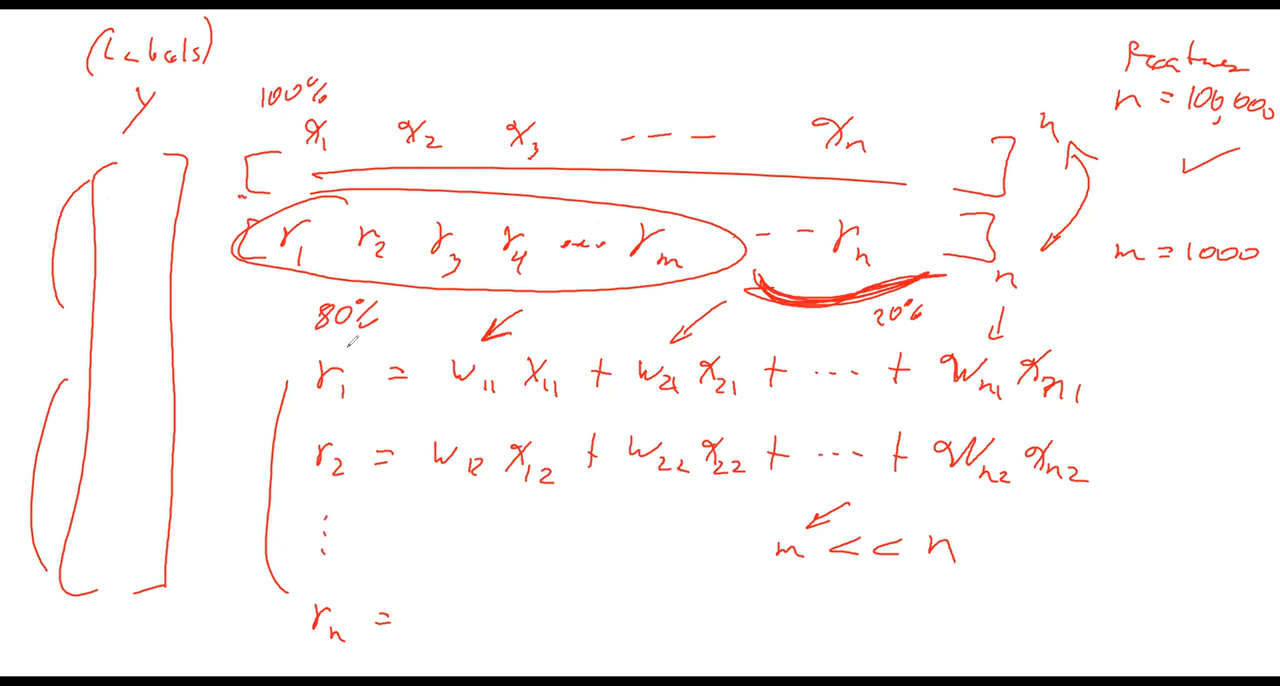 (Labels)
Y
100%
Features
n = 100,000
x₁ x₂ x₃ --- xₙ
n
r₁ r₂ r₃ r₄ ... rₘ -- rₙ
n
m = 1000
80%
20%
r₁ = w₁₁ x₁₁ + w₂₁ x₂₁ + ... + wₙ₁ xₙ₁
r₂ = w₁₂ x₁₂ + w₂₂ x₂₂ + ... + wₙ₂ xₙ₂
⋮
m << n
rₙ =